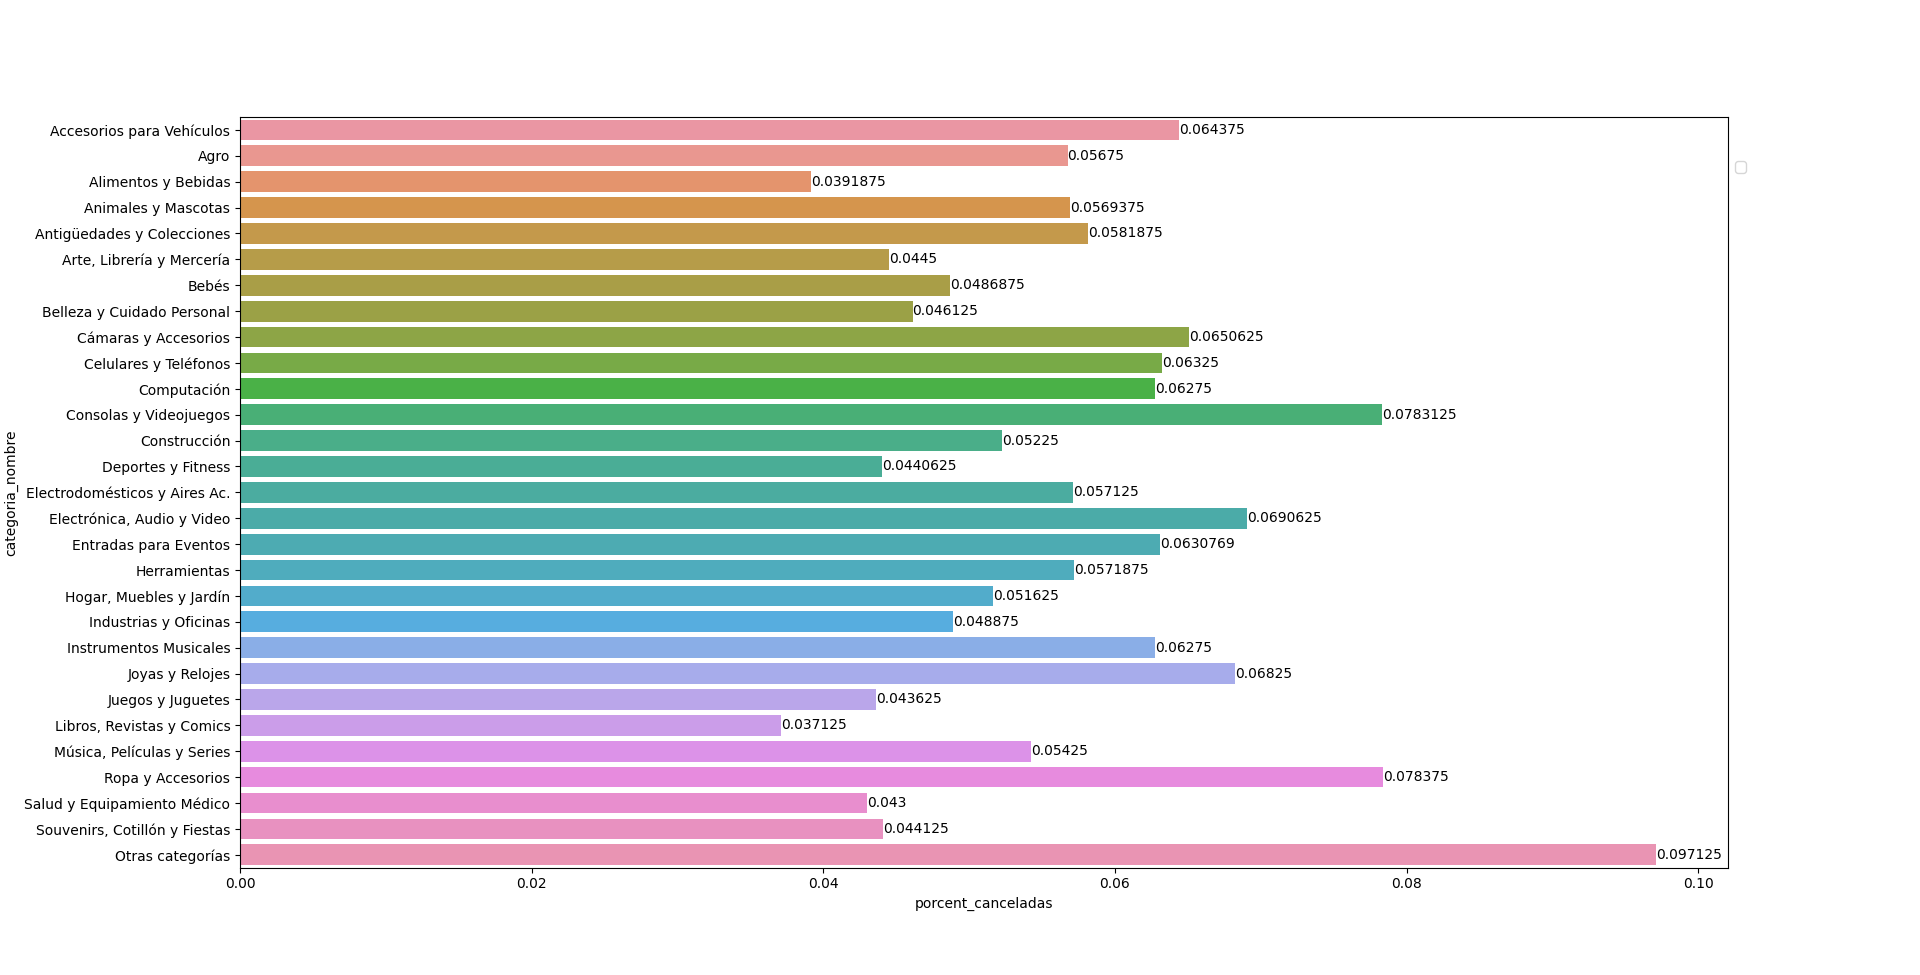 Accesorios para Vehículos 0.064375
Agro 0.05675
Alimentos y Bebidas 0.0391875
Animales y Mascotas 0.0569375
Antigüedades y Colecciones 0.0581875
Arte, Librería y Mercería 0.0445
Bebés 0.0486875
Belleza y Cuidado Personal 0.046125
Cámaras y Accesorios 0.0650625
Celulares y Teléfonos 0.06325
Computación 0.06275
Consolas y Videojuegos 0.0783125
Construcción 0.05225
Deportes y Fitness 0.0440625
Electrodomésticos y Aires Ac. 0.057125
Electrónica, Audio y Video 0.0690625
Entradas para Eventos 0.0630769
Herramientas 0.0571875
Hogar, Muebles y Jardín 0.051625
Industrias y Oficinas 0.048875
Instrumentos Musicales 0.06275
Joyas y Relojes 0.06825
Juegos y Juguetes 0.043625
Libros, Revistas y Comics 0.037125
Música, Películas y Series 0.05425
Ropa y Accesorios 0.078375
Salud y Equipamiento Médico 0.043
Souvenirs, Cotillón y Fiestas 0.044125
Otras categorías 0.097125
categoria_nombre
0.00 0.02 0.04 0.06 0.08 0.10
porcent_canceladas